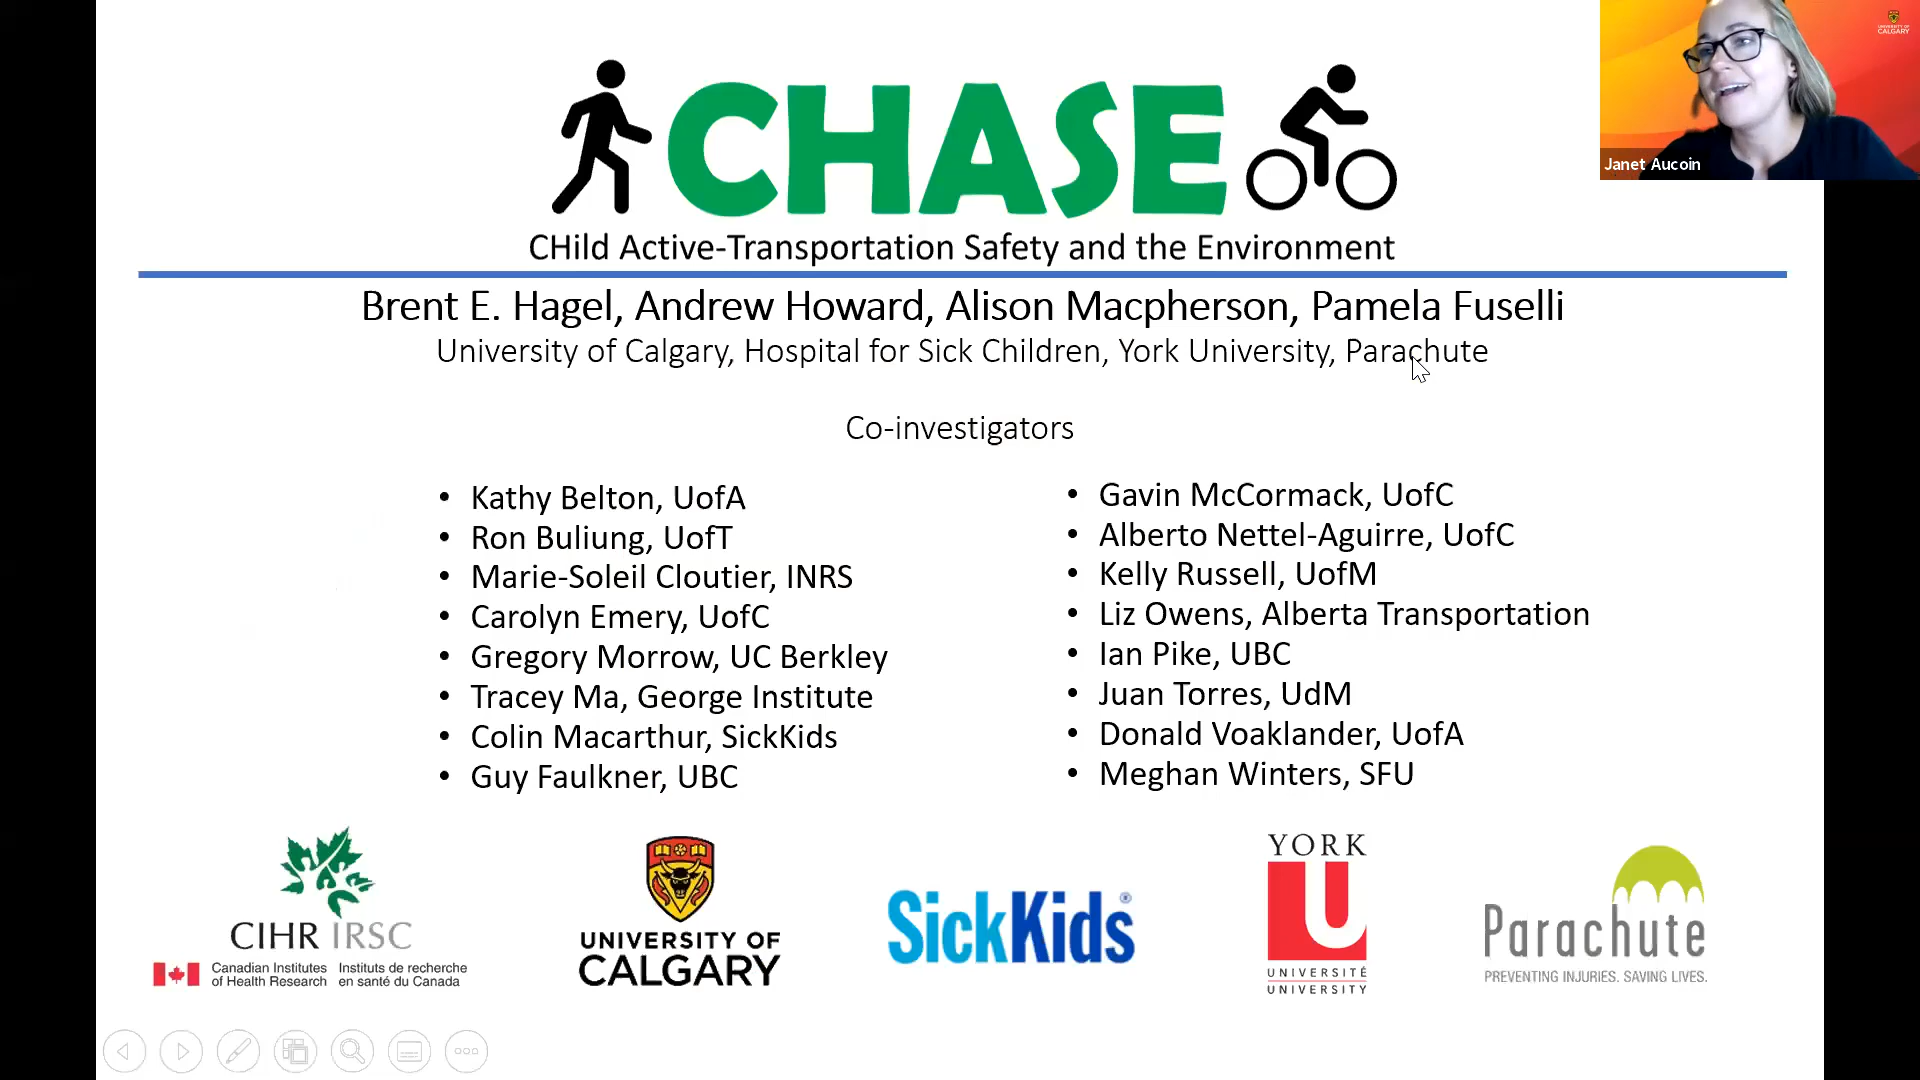 CHASE
CHild Active-Transportation Safety and the Environment
Brent E. Hagel, Andrew Howard, Alison Macpherson, Pamela Fuselli
University of Calgary, Hospital for Sick Children, York University, Parachute
Co-investigators
• Kathy Belton, UofA
• Ron Buliung, UofT
• Marie-Soleil Cloutier, INRS
• Carolyn Emery, UofC
• Gregory Morrow, UC Berkley
• Tracey Ma, George Institute
• Colin Macarthur, SickKids
• Guy Faulkner, UBC
• Gavin McCormack, UofC
• Alberto Nettel-Aguirre, UofC
• Kelly Russell, UofM
• Liz Owens, Alberta Transportation
• Ian Pike, UBC
• Juan Torres, UdM
• Donald Voaklander, UofA
• Meghan Winters, SFU
CIHR IRSC
Canadian Institutes of Health Research
Instituts de recherche en santé du Canada
UNIVERSITY OF
CALGARY
SickKids®
YORK
U
UNIVERSITÉ
UNIVERSITY
Parachute
PREVENTING INJURIES. SAVING LIVES.
UNIVERSITY OF
CALGARY
Janet Aucoin